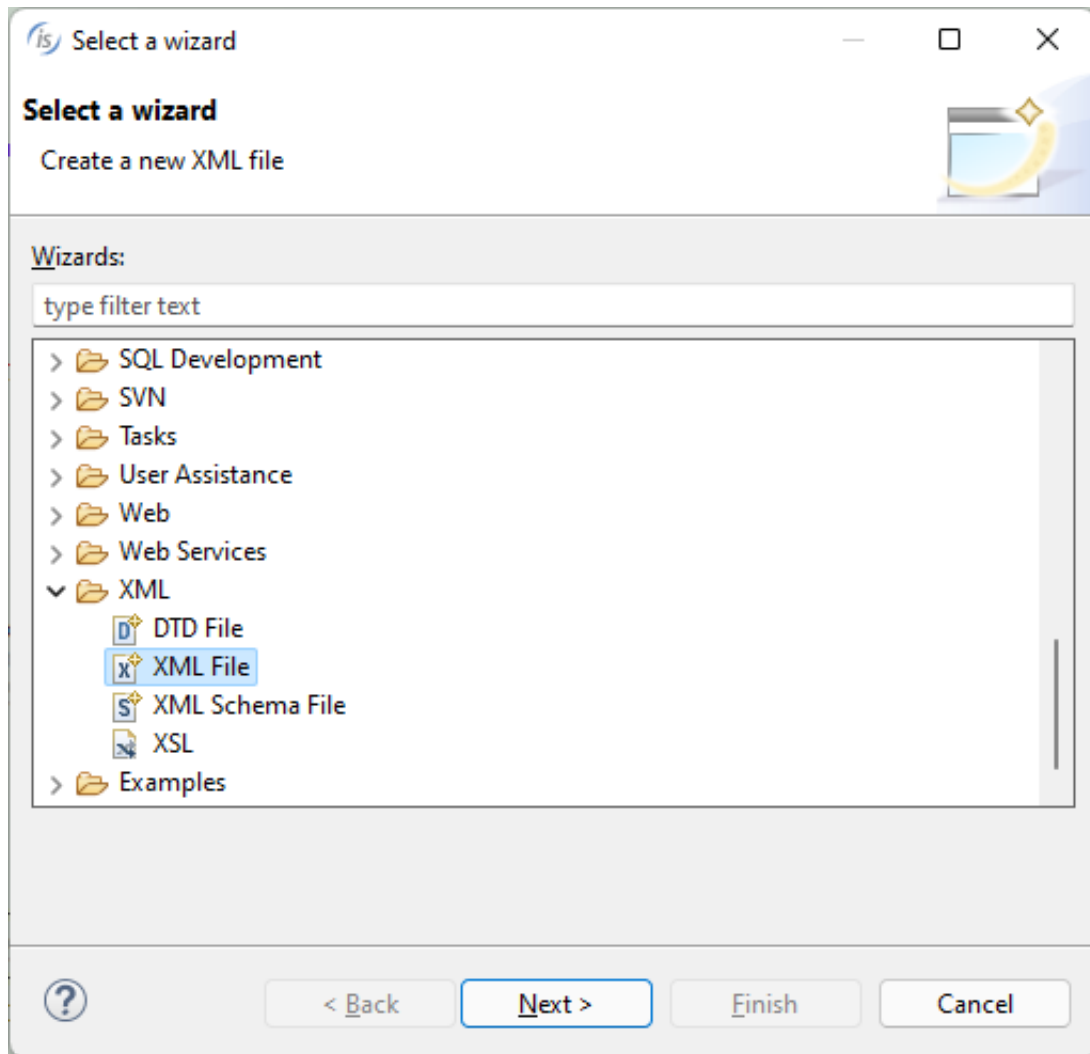 is Select a wizard
Select a wizard
Create a new XML file
Wizards:
type filter text
SQL Development
SVN
Tasks
User Assistance
Web
Web Services
XML
D DTD File
X XML File
S XML Schema File
XSL
Examples
? < Back Next > Finish Cancel